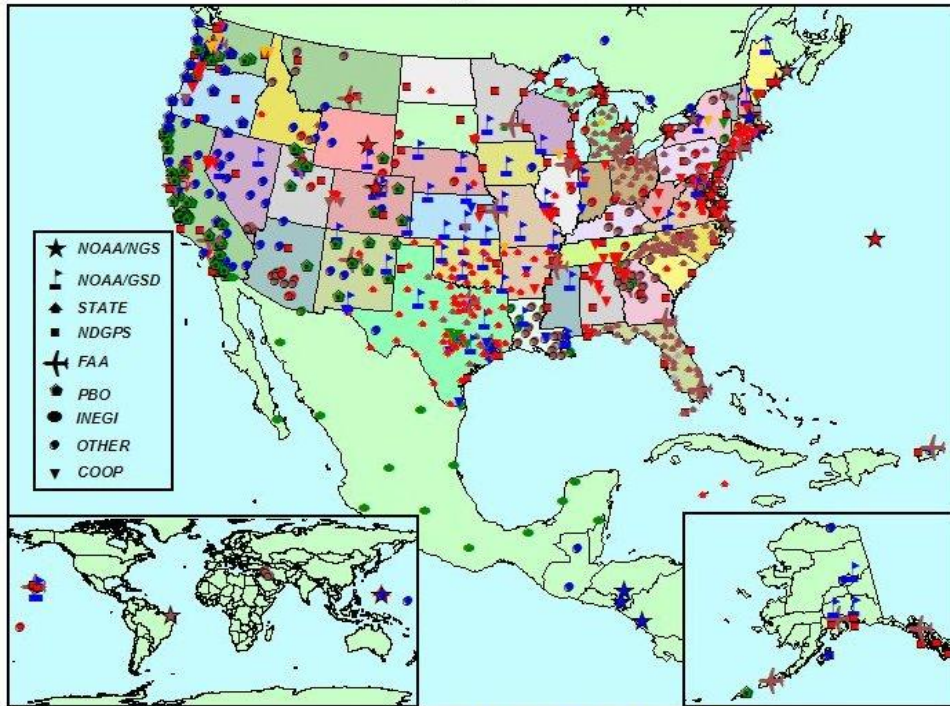 NOAA/NGS
NOAA/GSD
STATE
NDGPS
FAA
PBO
INEGI
OTHER
COOP